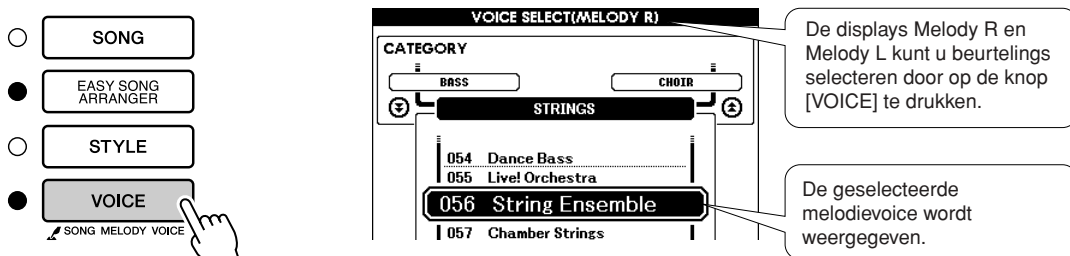 SONG
EASY SONG
ARRANGER
STYLE
VOICE
SONG MELODY VOICE
VOICE SELECT(MELODY R)
CATEGORY
BASS
CHOIR
STRINGS
054 Dance Bass
055 Live! Orchestra
056 String Ensemble
057 Chamber Strings
De displays Melody R en
Melody L kunt u beurtelings
selecteren door op de knop
[VOICE] te drukken.
De geselecteerde
melodievoice wordt
weergegeven.